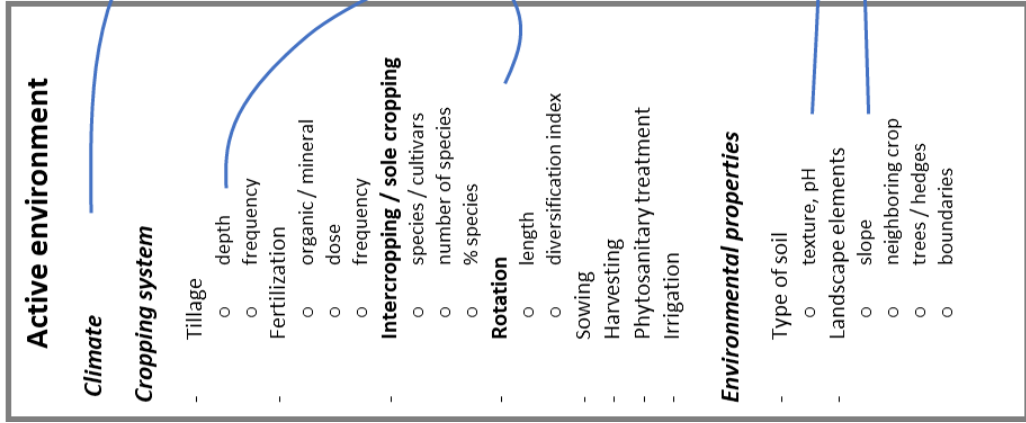 Active environment
Climate
Cropping system
- Tillage
o depth
o frequency
- Fertilization
o organic / mineral
o dose
o frequency
- Intercropping / sole cropping
o species / cultivars
o number of species
o % species
- Rotation
o length
o diversification index
- Sowing
- Harvesting
- Phytosanitary treatment
- Irrigation
Environmental properties
- Type of soil
o texture, pH
- Landscape elements
o slope
o neighboring crop
o trees / hedges
o boundaries